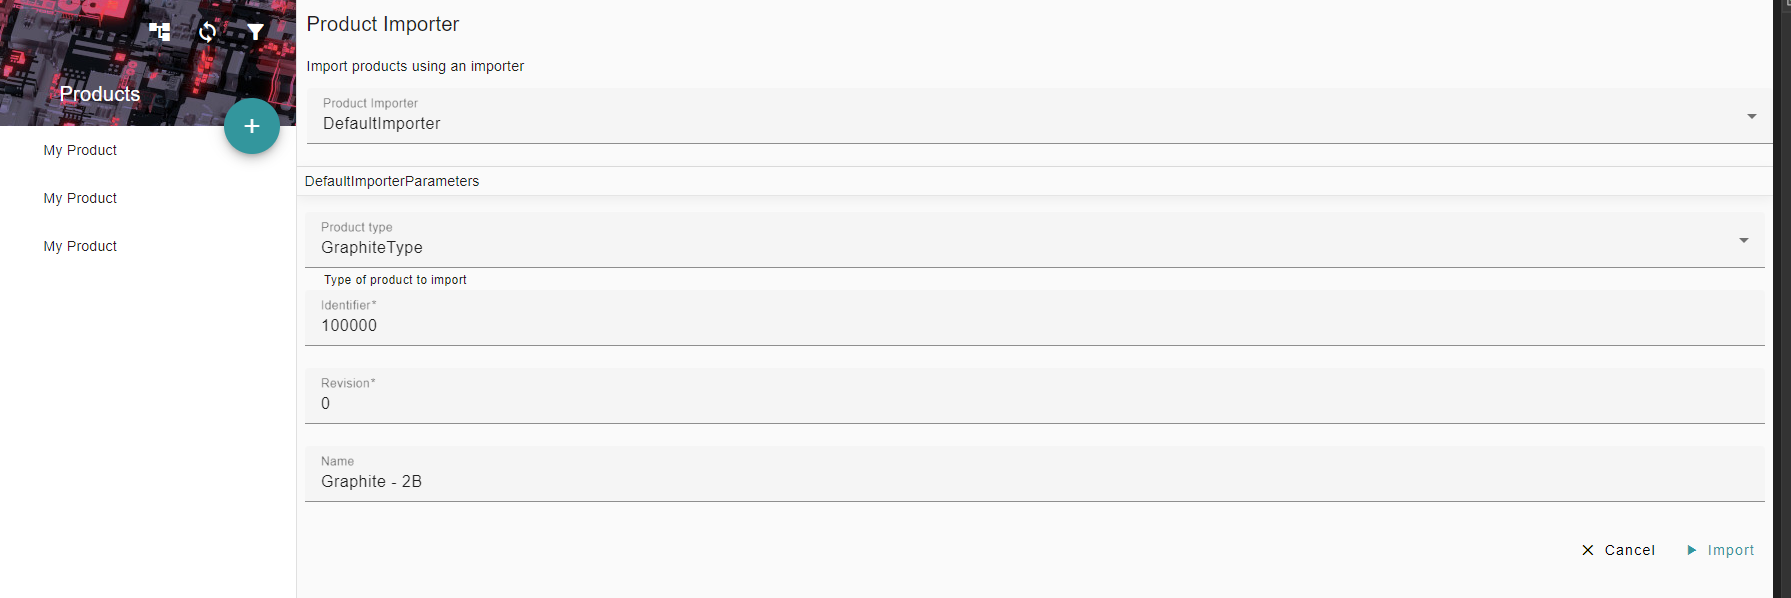 Products
+
My Product
My Product
My Product
Product Importer
Import products using an importer
Product Importer
DefaultImporter
DefaultImporterParameters
Product type
GraphiteType
Type of product to import
Identifier*
100000
Revision*
0
Name
Graphite - 2B
Cancel
Import